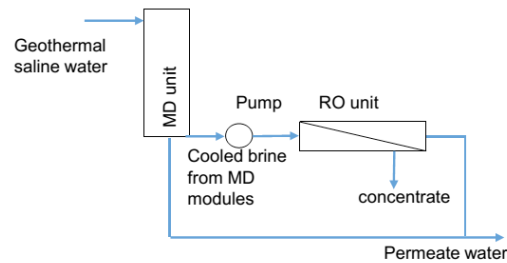 Geothermal
saline water
MD unit
Pump
RO unit
Cooled brine
from MD
modules
concentrate
Permeate water